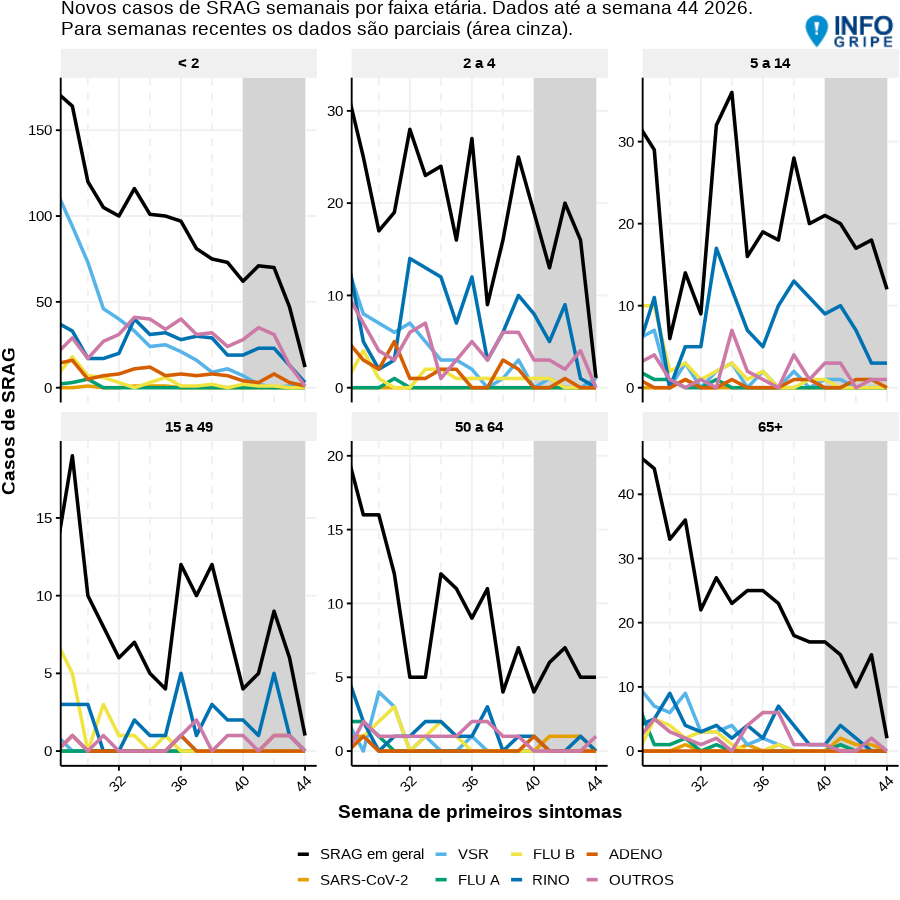 Novos casos de SRAG semanais por faixa etária. Dados até a semana 44 2026.
Para semanas recentes os dados são parciais (área cinza).
INFO
GRIPE
< 2
2 a 4
5 a 14
150
100
50
0
30
20
10
0
30
20
10
0
Casos de SRAG
15 a 49
50 a 64
65+
15
10
5
0
20
15
10
5
0
40
30
20
10
0
32 36 40 44
32 36 40 44
32 36 40 44
Semana de primeiros sintomas
SRAG em geral VSR FLU B ADENO
SARS-CoV-2 FLU A RINO OUTROS